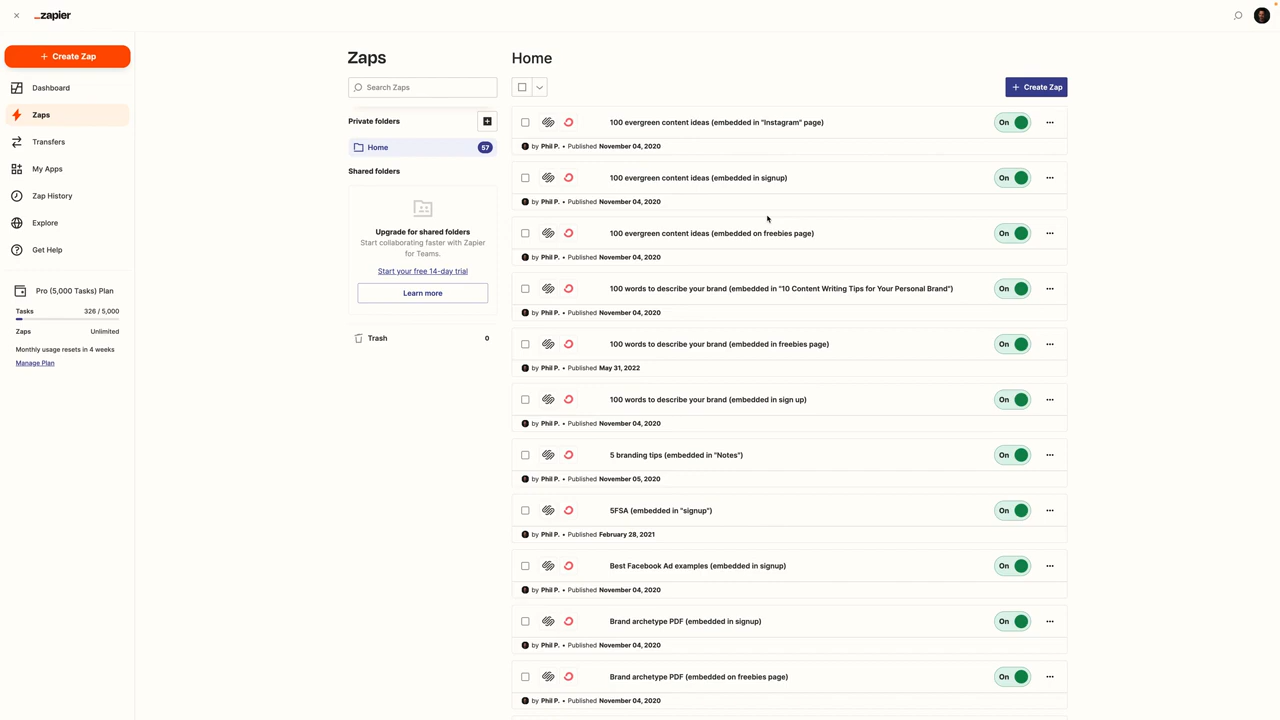 zapier
Create Zap
Dashboard
Zaps
Transfers
My Apps
Zap History
Explore
Get Help
Pro (5,000 Tasks) Plan
Tasks 326 / 5,000
Zaps Unlimited
Monthly usage resets in 4 weeks
Manage Plan
Zaps
Search Zaps
Private folders
Home 57
Shared folders
Upgrade for shared folders
Start collaborating faster with Zapier
for Teams.
Start your free 14-day trial
Learn more
Trash 0
Home
Create Zap
100 evergreen content ideas (embedded in "Instagram" page) On
by Phil P. • Published November 04, 2020
100 evergreen content ideas (embedded in signup) On
by Phil P. • Published November 04, 2020
100 evergreen content ideas (embedded on freebies page) On
by Phil P. • Published November 04, 2020
100 words to describe your brand (embedded in "10 Content Writing Tips for Your Personal Brand") On
by Phil P. • Published November 04, 2020
100 words to describe your brand (embedded in freebies page) On
by Phil P. • Published May 31, 2022
100 words to describe your brand (embedded in sign up) On
by Phil P. • Published November 04, 2020
5 branding tips (embedded in "Notes") On
by Phil P. • Published November 05, 2020
5FSA (embedded in "signup") On
by Phil P. • Published February 28, 2021
Best Facebook Ad examples (embedded in signup) On
by Phil P. • Published November 04, 2020
Brand archetype PDF (embedded in signup) On
by Phil P. • Published November 04, 2020
Brand archetype PDF (embedded on freebies page) On
by Phil P. • Published November 04, 2020